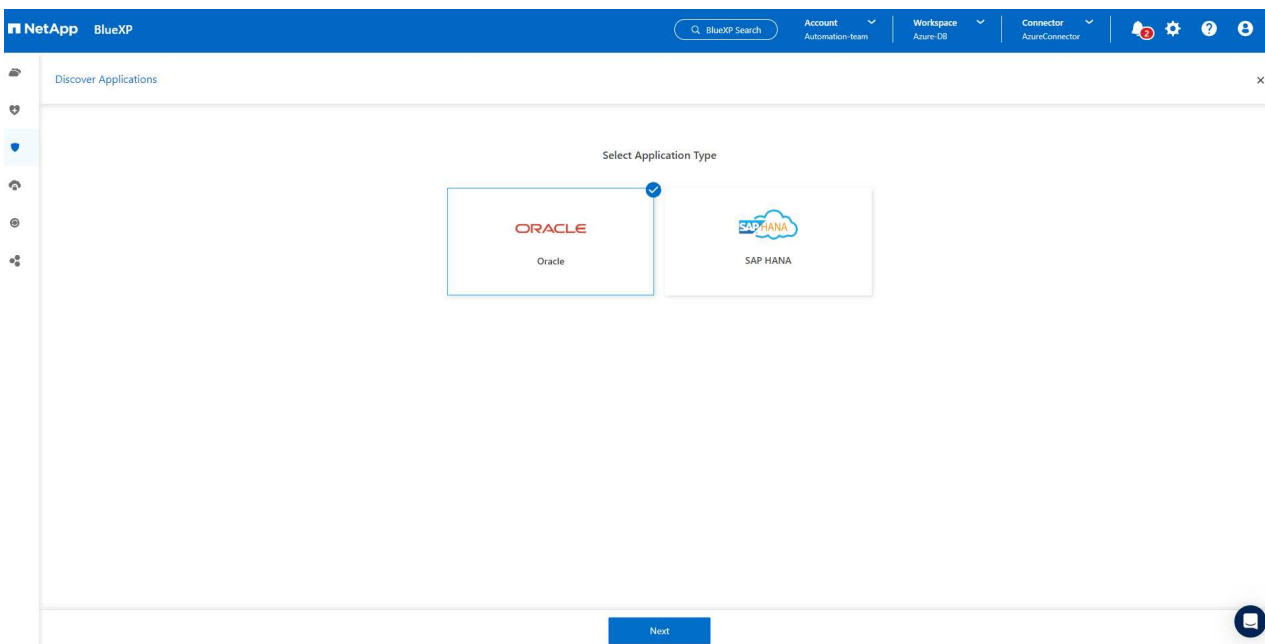 NetApp BlueXP
BlueXP Search
Account
Automation-team
Workspace
Azure-DB
Connector
AzureConnector
2
Discover Applications
Select Application Type
ORACLE
Oracle
SAP HANA
SAP HANA
Next